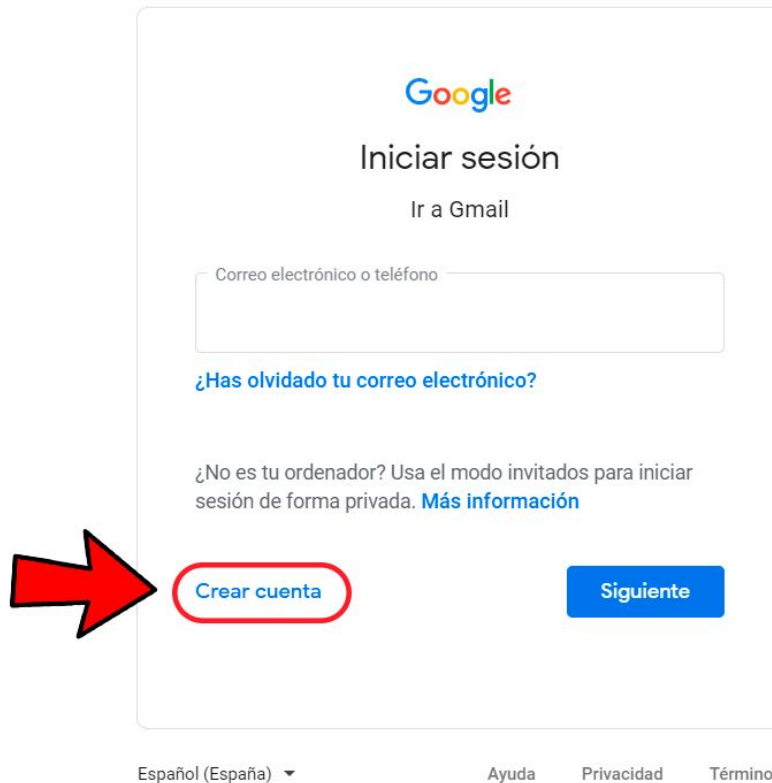 Google
Iniciar sesión
Ir a Gmail
Correo electrónico o teléfono
¿Has olvidado tu correo electrónico?
¿No es tu ordenador? Usa el modo invitados para iniciar
sesión de forma privada. Más información
Crear cuenta
Siguiente
Español (España)
Ayuda
Privacidad
Término